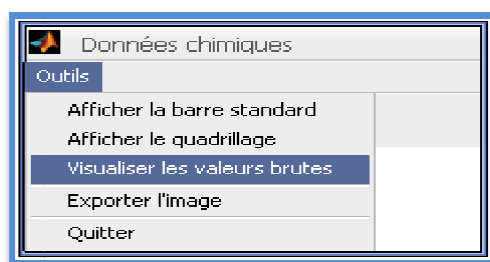 Données chimiques
Outils
Afficher la barre standard
Afficher le quadrillage
Visualiser les valeurs brutes
Exporter l'image
Quitter